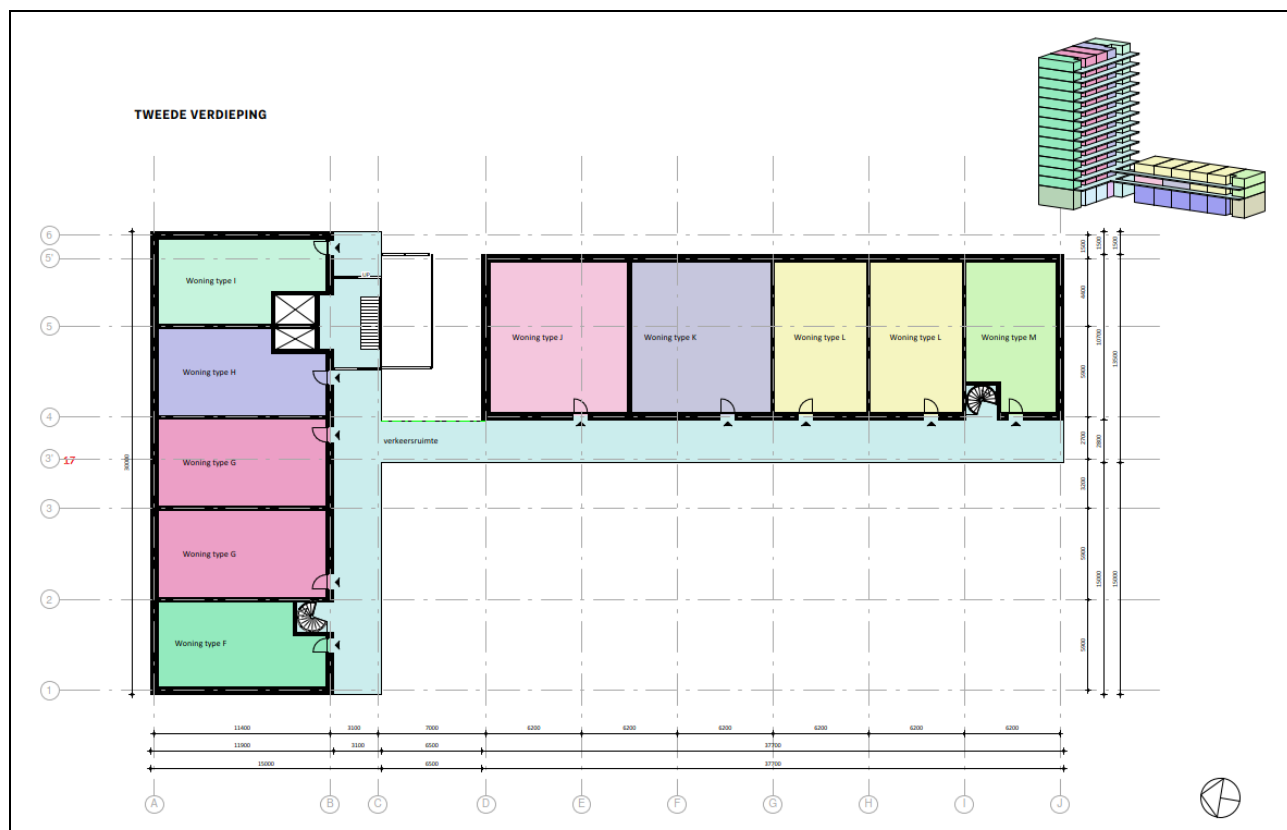 TWEEDE VERDIEPING
6
5'
5
4
3'
17
3
2
1
30000
Woning type I
UP
Woning type H
Woning type G
Woning type G
Woning type F
verkeersruimte
Woning type J
Woning type K
Woning type L
Woning type L
Woning type M
1500
1500
1500
4400
10700
13500
5900
2700
2800
3200
5900
15000
15000
5900
11400
3100
7000
6200
6200
6200
6200
6200
6200
11900
3100
6500
37700
15000
6500
37700
A
B
C
D
E
F
G
H
I
J